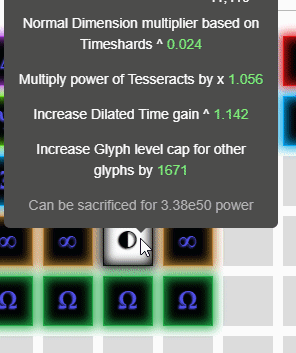 Normal Dimension multiplier based on
Timeshards ^ 0.024
Multiply power of Tesseracts by x 1.056
Increase Dilated Time gain ^ 1.142
Increase Glyph level cap for other
glyphs by 1671
Can be sacrificed for 3.38e50 power
∞ ∞ ◐ ∞
Ω Ω Ω Ω